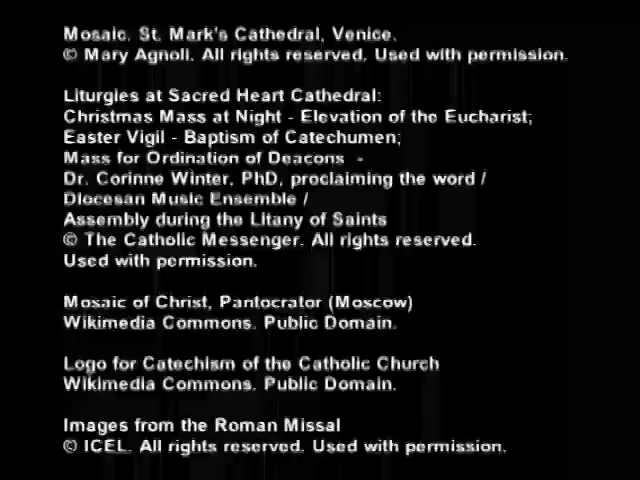 Mosaic, St. Mark's Cathedral, Venice,
© Mary Agnoli. All rights reserved. Used with permission.
Liturgies at Sacred Heart Cathedral:
Christmas Mass at Night - Elevation of the Eucharist;
Easter Vigil - Baptism of Catechumen;
Mass for Ordination of Deacons -
Dr. Corinne Winter, PhD, proclaiming the word /
Diocesan Music Ensemble /
Assembly during the Litany of Saints
© The Catholic Messenger. All rights reserved.
Used with permission.
Mosaic of Christ, Pantocrator (Moscow)
Wikimedia Commons. Public Domain.
Logo for Catechism of the Catholic Church
Wikimedia Commons. Public Domain.
Images from the Roman Missal
© ICEL. All rights reserved. Used with permission.